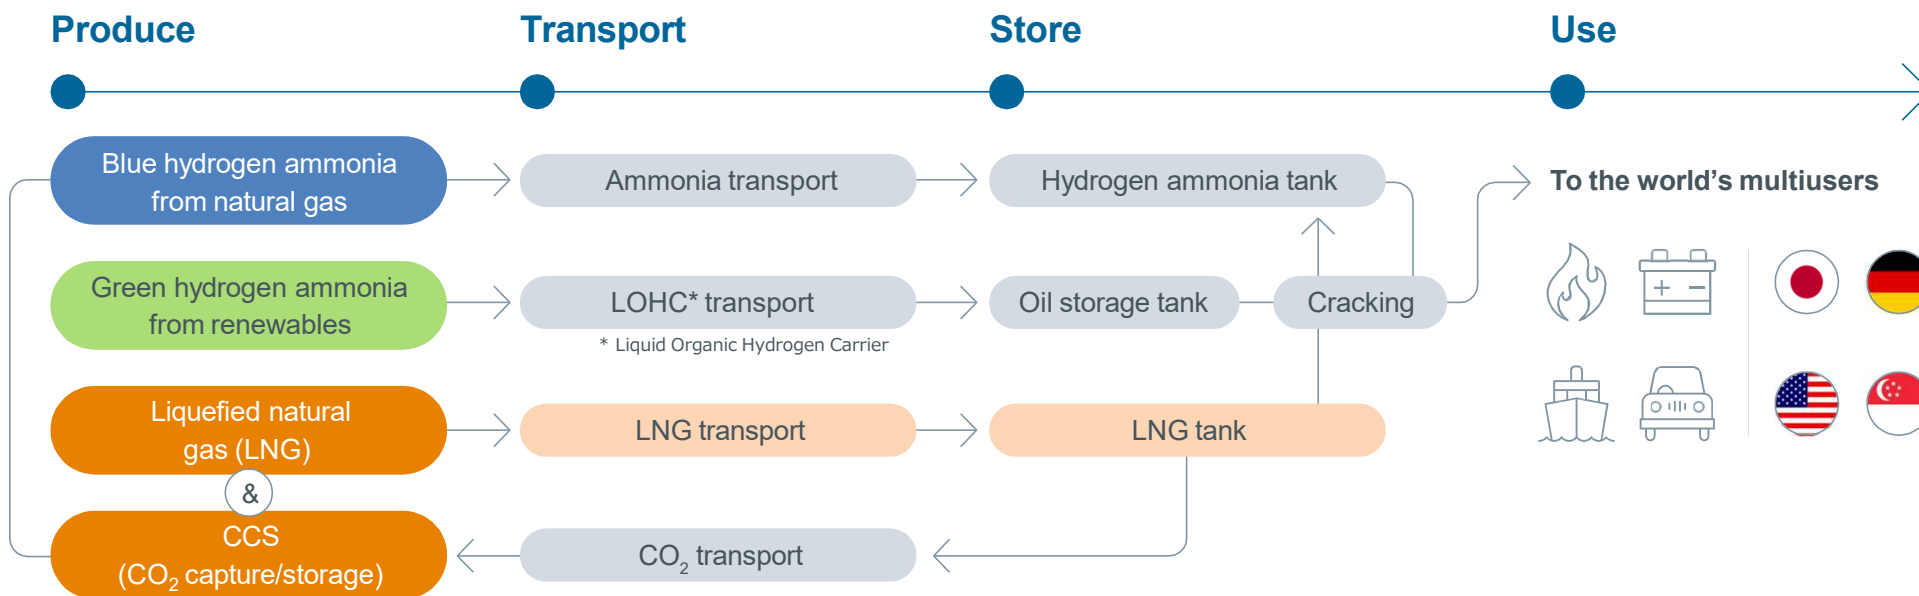 Produce
Transport
Store
Use
Blue hydrogen ammonia
from natural gas
Ammonia transport
Hydrogen ammonia tank
To the world’s multiusers
Green hydrogen ammonia
from renewables
LOHC* transport
Oil storage tank
Cracking
* Liquid Organic Hydrogen Carrier
Liquefied natural
gas (LNG)
LNG transport
LNG tank
&
CCS
(CO₂ capture/storage)
CO₂ transport